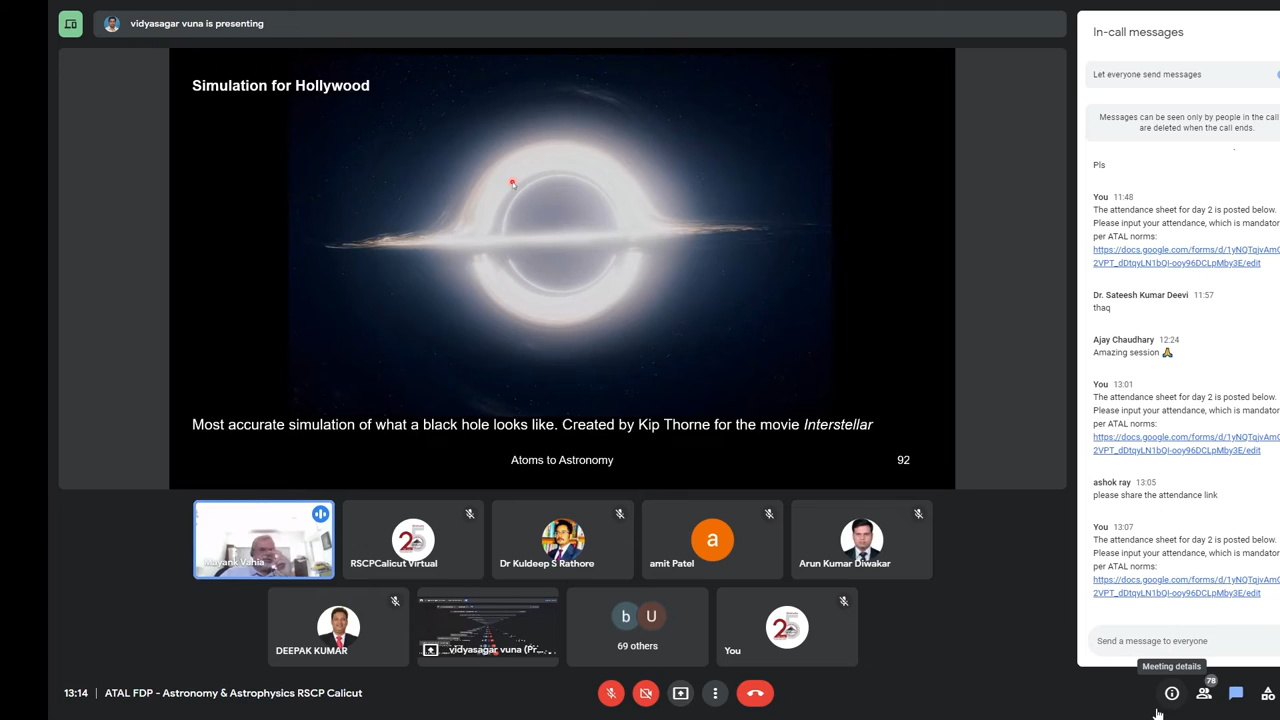 vidyasagar vuna is presenting
Simulation for Hollywood
Most accurate simulation of what a black hole looks like. Created by Kip Thorne for the movie Interstellar
Atoms to Astronomy
92
Mayank Vahia
RSCPCalicut Virtual
Dr Kuldeep S Rathore
a
amit Patel
Arun Kumar Diwakar
DEEPAK KUMAR
vidyasagar vuna (Pr...
b U
69 others
You
13:14 | ATAL FDP - Astronomy & Astrophysics RSCP Calicut
In-call messages
Let everyone send messages
Messages can be seen only by people in the call
are deleted when the call ends.
Pls
You 11:48
The attendance sheet for day 2 is posted below.
Please input your attendance, which is mandator
per ATAL norms:
Dr. Sateesh Kumar Deevi 11:57
thaq
Ajay Chaudhary 12:24
Amazing session 🙏
You 13:01
The attendance sheet for day 2 is posted below.
Please input your attendance, which is mandator
per ATAL norms:
ashok ray 13:05
please share the attendance link
You 13:07
The attendance sheet for day 2 is posted below.
Please input your attendance, which is mandator
per ATAL norms:
Send a message to everyone
Meeting details
78